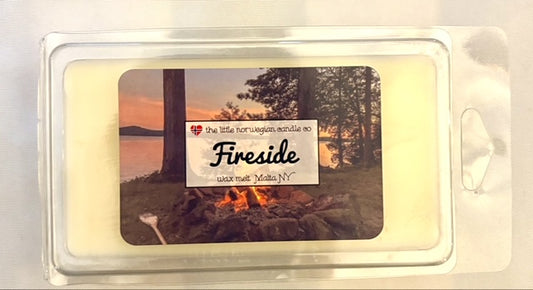 the little norwegian candle co
Fireside
wax melt Malta, NY